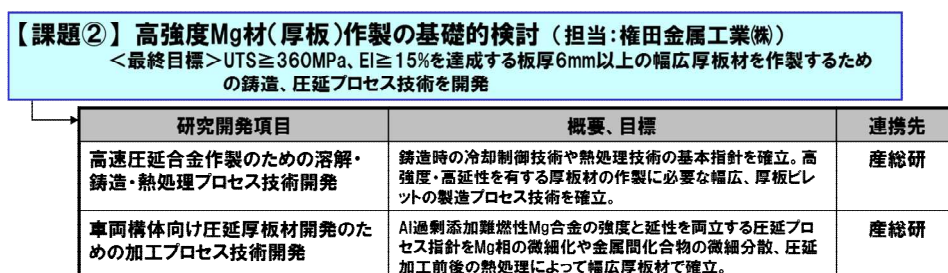 【課題②】高強度Mg材(厚板)作製の基礎的検討(担当:権田金属工業㈱)
<最終目標>UTS≧360MPa、El≧15%を達成する板厚6mm以上の幅広厚板材を作製するため
の鋳造、圧延プロセス技術を開発
研究開発項目 概要、目標 連携先
高速圧延合金作製のための溶解・
鋳造・熱処理プロセス技術開発
鋳造時の冷却制御技術や熱処理技術の基本指針を確立。高
強度・高延性を有する厚板材の作製に必要な幅広、厚板ビレ
ットの製造プロセス技術を確立。
産総研
車両構体向け圧延厚板材開発のた
めの加工プロセス技術開発
Al過剰添加難燃性Mg合金の強度と延性を両立する圧延プロ
セス指針をMg相の微細化や金属間化合物の微細分散、圧延
加工前後の熱処理によって幅広厚板材で確立。
産総研